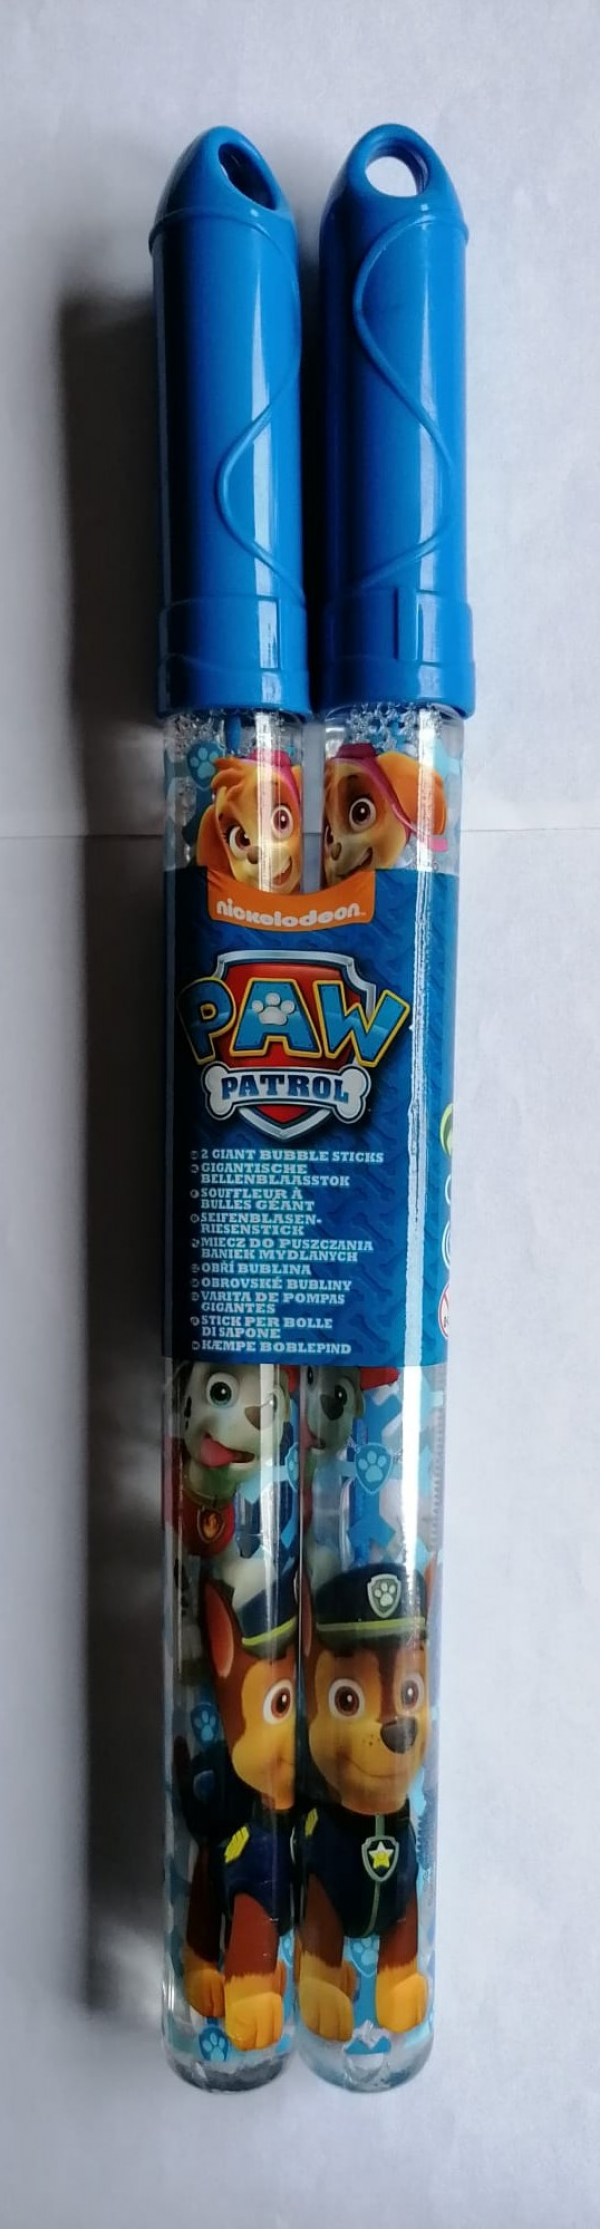 nickelodeon
PAW
PATROL
2 GIANT BUBBLE STICKS
GIGANTISCHE
BELLENBLAASSTOK
SOUFFLEUR À
BULLES GÉANT
SEIFENBLASEN-
RIESENSTICK
MIECZ DO PUSZCZANIA
BANIEK MYDLANYCH
OBŘÍ BUBLINA
OBROVSKÉ BUBLINY
VARITA DE POMPAS
GIGANTES
STICK PER BOLLE
DI SAPONE
KÆMPE BOBLEPIND